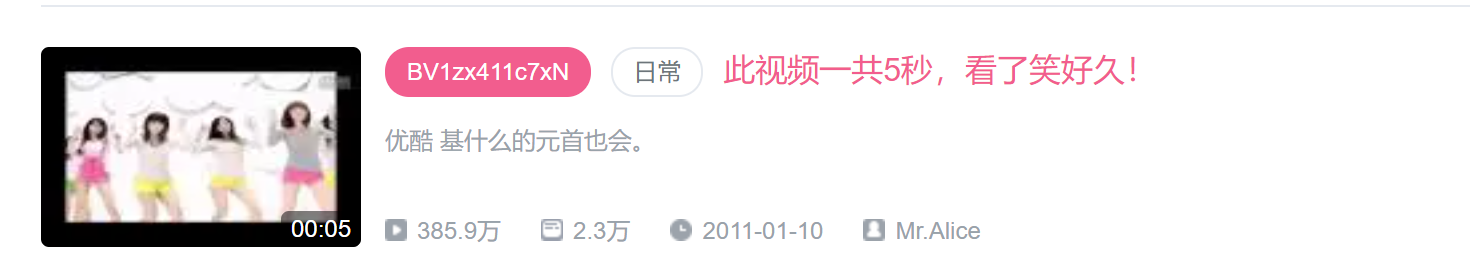 BV1zx411c7xN 日常 此视频一共5秒，看了笑好久！
优酷 基什么的元首也会。
00:05
385.9万 2.3万 2011-01-10 Mr.Alice